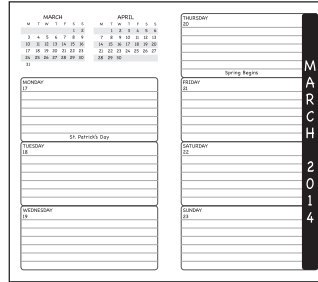 MARCH
M T W T F S S
1 2
3 4 5 6 7 8 9
10 11 12 13 14 15 16
17 18 19 20 21 22 23
24 25 26 27 28 29 30
31
APRIL
M T W T F S S
1 2 3 4 5 6
7 8 9 10 11 12 13
14 15 16 17 18 19 20
21 22 23 24 25 26 27
28 29 30
MONDAY
17
St. Patrick's Day
TUESDAY
18
WEDNESDAY
19
THURSDAY
20
Spring Begins
FRIDAY
21
SATURDAY
22
SUNDAY
23
MARCH 2014